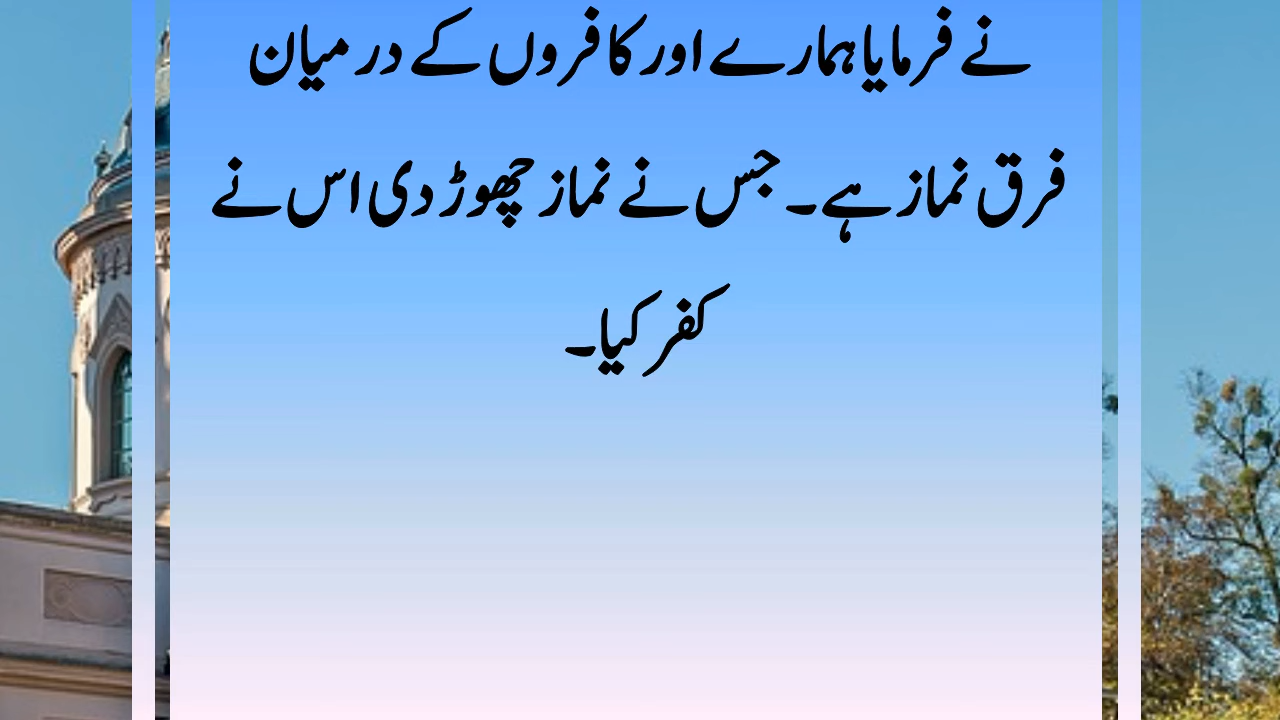 نے فرمایا ہمارے اور کافروں کے درمیان
فرق نماز ہے۔ جس نے نماز چھوڑ دی اس نے
کفر کیا۔